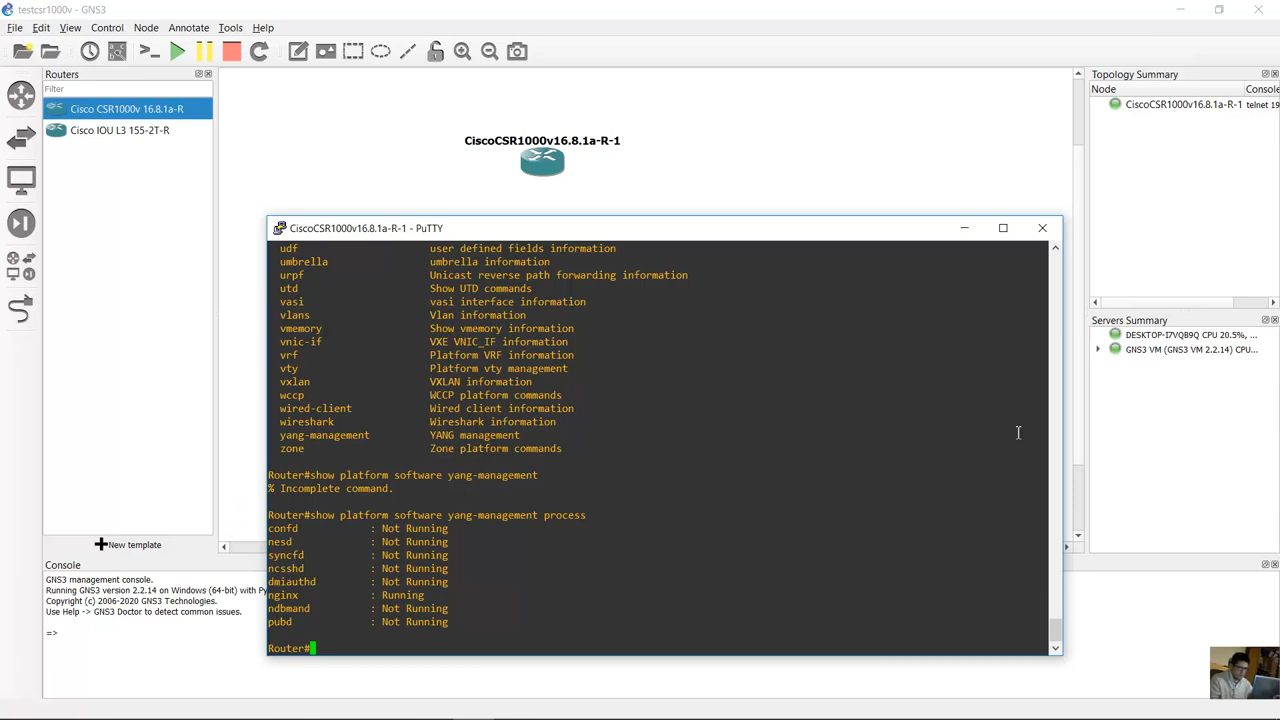 testcsr1000v - GNS3
File Edit View Control Node Annotate Tools Help
Routers
Filter
Cisco CSR1000v 16.8.1a-R
Cisco IOU L3 155-2T-R
New template
CiscoCSR1000v16.8.1a-R-1
Topology Summary
Node Console
CiscoCSR1000v16.8.1a-R-1 telnet 19
Servers Summary
DESKTOP-I7VQB9Q CPU 20.5%, ...
GNS3 VM (GNS3 VM 2.2.14) CPU...
CiscoCSR1000v16.8.1a-R-1 - PuTTY
udf user defined fields information
umbrella umbrella information
urpf Unicast reverse path forwarding information
utd Show UTD commands
vasi vasi interface information
vlans Vlan information
vmemory Show vmemory information
vnic-if VXE VNIC_IF information
vrf Platform VRF information
vty Platform vty management
vxlan VXLAN information
wccp WCCP platform commands
wired-client Wired client information
wireshark Wireshark information
yang-management YANG management
zone Zone platform commands
Router#show platform software yang-management
% Incomplete command.
Router#show platform software yang-management process
confd : Not Running
nesd : Not Running
syncfd : Not Running
ncsshd : Not Running
dmiauthd : Not Running
nginx : Running
ndbmand : Not Running
pubd : Not Running
Router#
Console
GNS3 management console.
Running GNS3 version 2.2.14 on Windows (64-bit) with Py
Copyright (c) 2006-2020 GNS3 Technologies.
Use Help -> GNS3 Doctor to detect common issues.
=>